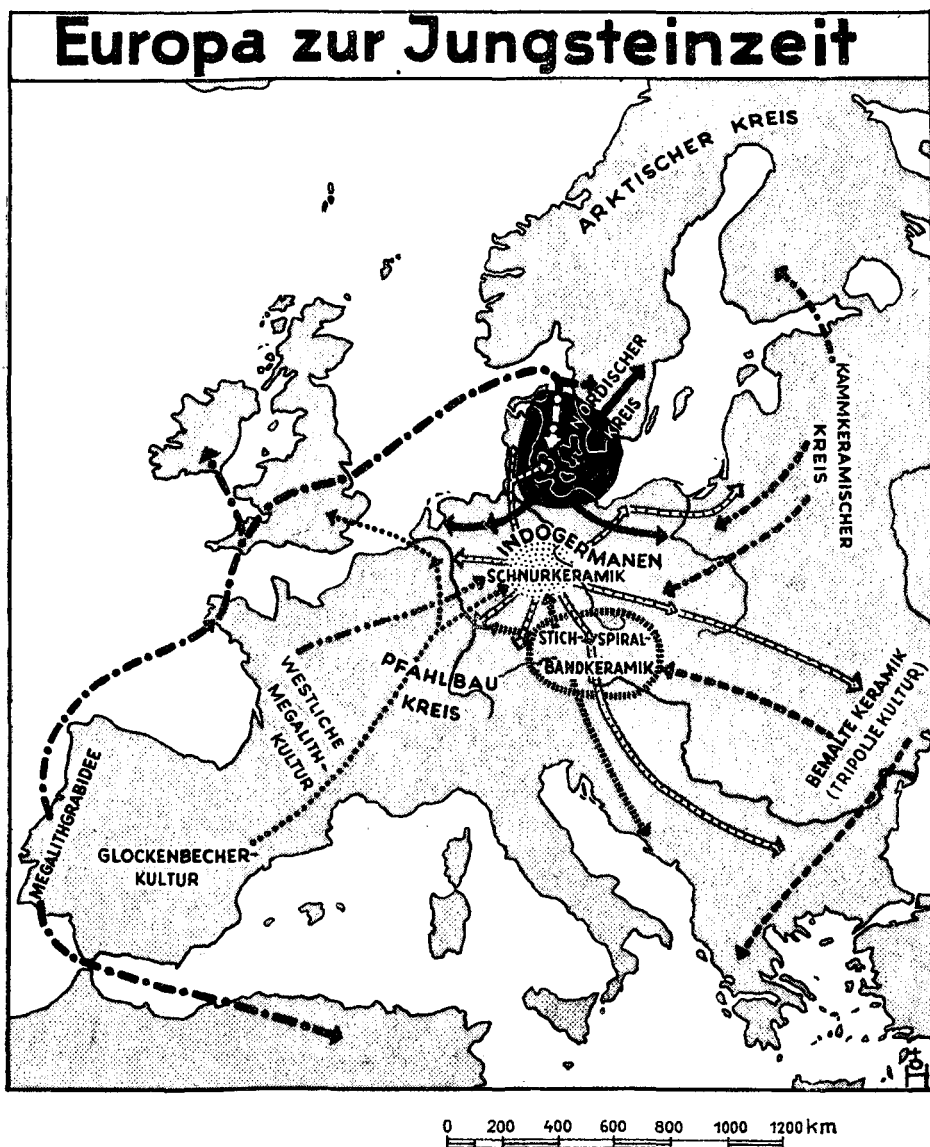 Europa zur Jungsteinzeit
ARKTISCHER KREIS
NORDISCHER
KREIS
KAMMKERAMISCHER
KREIS
INDOGERMANEN
SCHNURKERAMIK
STICH- SPIRAL-
BANDKERAMIK
PFAHLBAU
KREIS
WESTLICHE
MEGALITH-
KULTUR
BEMALTE KERAMIK
(TRIPOLJE KULTUR)
MEGALITHGRABIDEE
GLOCKENBECHER-
KULTUR
0 200 400 600 800 1000 1200 km